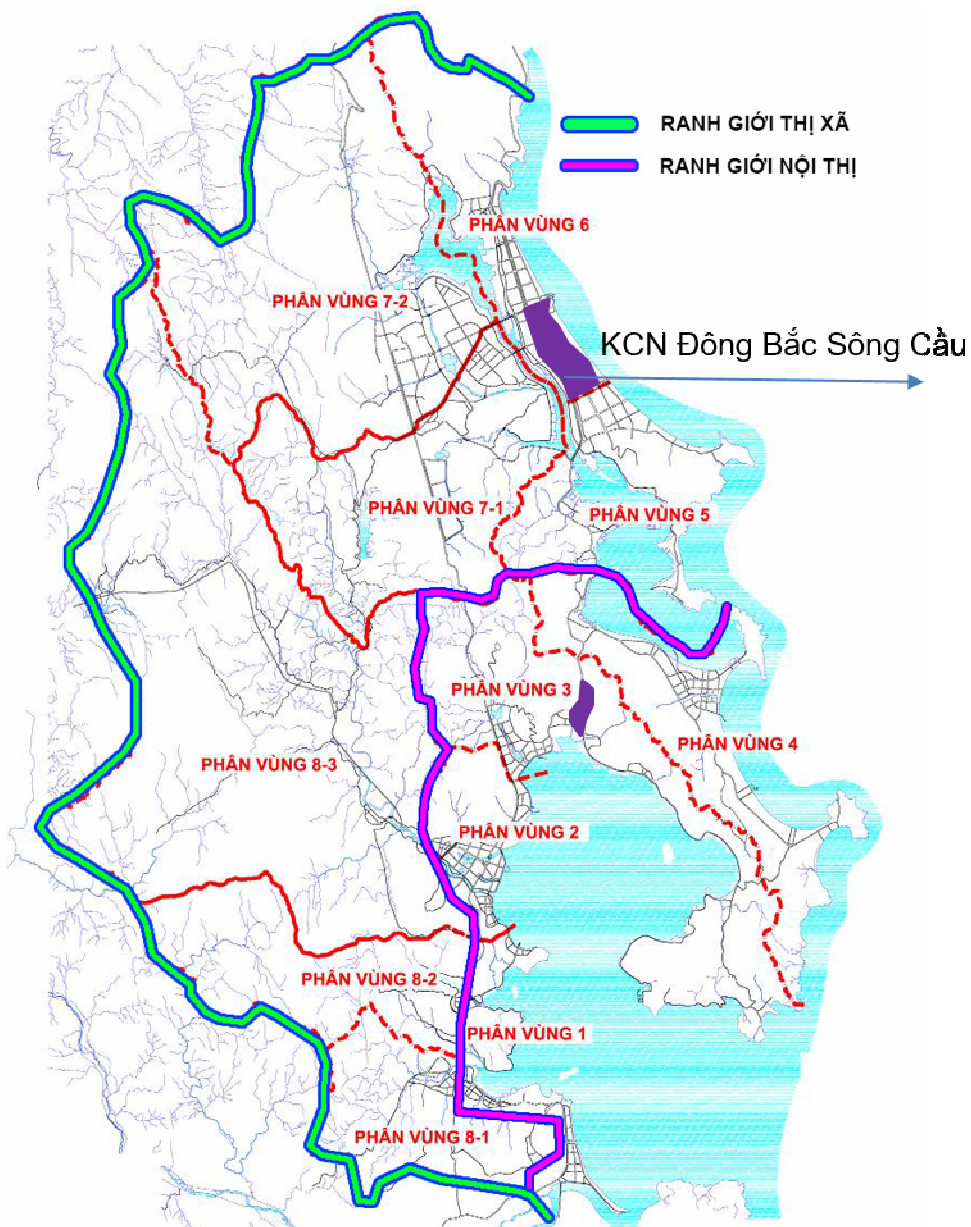 RANH GIỚI THỊ XÃ
RANH GIỚI NỘI THỊ
PHÂN VÙNG 6
PHÂN VÙNG 7-2
KCN Đông Bắc Sông Cầu
PHÂN VÙNG 7-1
PHÂN VÙNG 5
PHÂN VÙNG 3
PHÂN VÙNG 4
PHÂN VÙNG 8-3
PHÂN VÙNG 2
PHÂN VÙNG 8-2
PHÂN VÙNG 1
PHÂN VÙNG 8-1